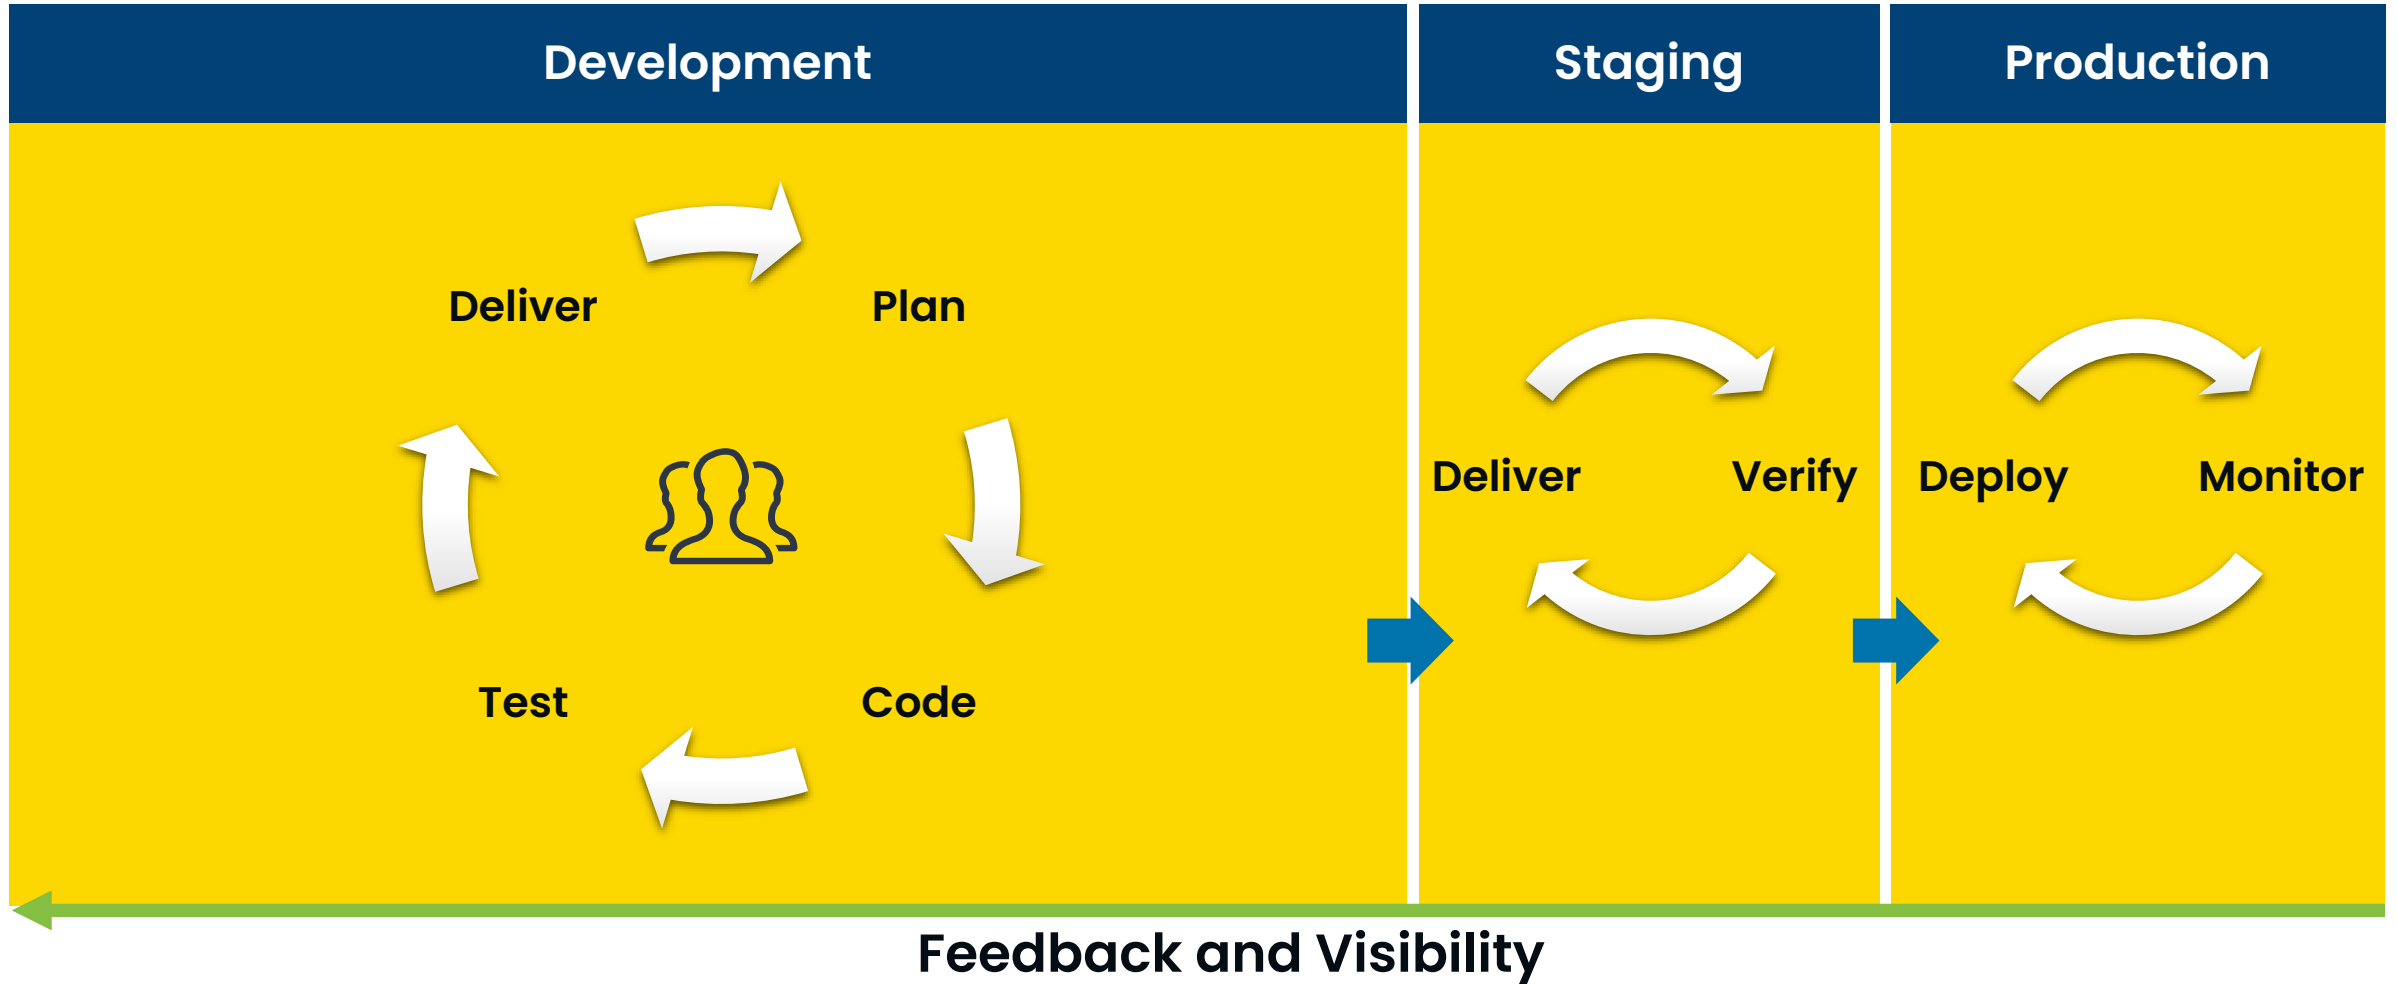 Development
Staging
Production
Deliver
Plan
Test
Code
Deliver
Verify
Deploy
Monitor
Feedback and Visibility